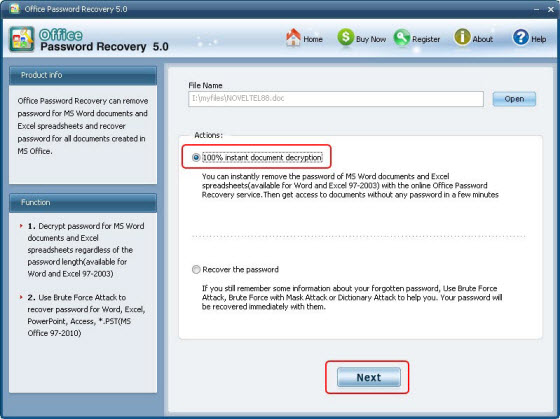 Office Password Recovery 5.0
Office
Password Recovery 5.0
Home
Buy Now
Register
About
Help
Product info
Office Password Recovery can remove
password for MS Word documents and
Excel spreadsheets and recover
password for all documents created in
MS Office.
Function
1. Decrypt password for MS Word
documents and Excel
spreadsheets regardless of the
password length(available for
Word and Excel 97-2003)
2. Use Brute Force Attack to
recover password for Word, Excel,
PowerPoint, Access, *.PST(MS
Office 97-2010)
File Name
I:\myfiles\NOVELTEL88.doc
Open
Actions:
100% instant document decryption
You can instantly remove the password of MS Word documents and Excel
spreadsheets(available for Word and Excel 97-2003) with the online Office Password
Recovery service.Then get access to documents without any password in a few minutes
Recover the password
If you still remember some information about your forgotten password, Use Brute Force
Attack, Brute Force with Mask Attack or Dictionary Attack to help you. Your password will
be recovered immediately with them.
Next